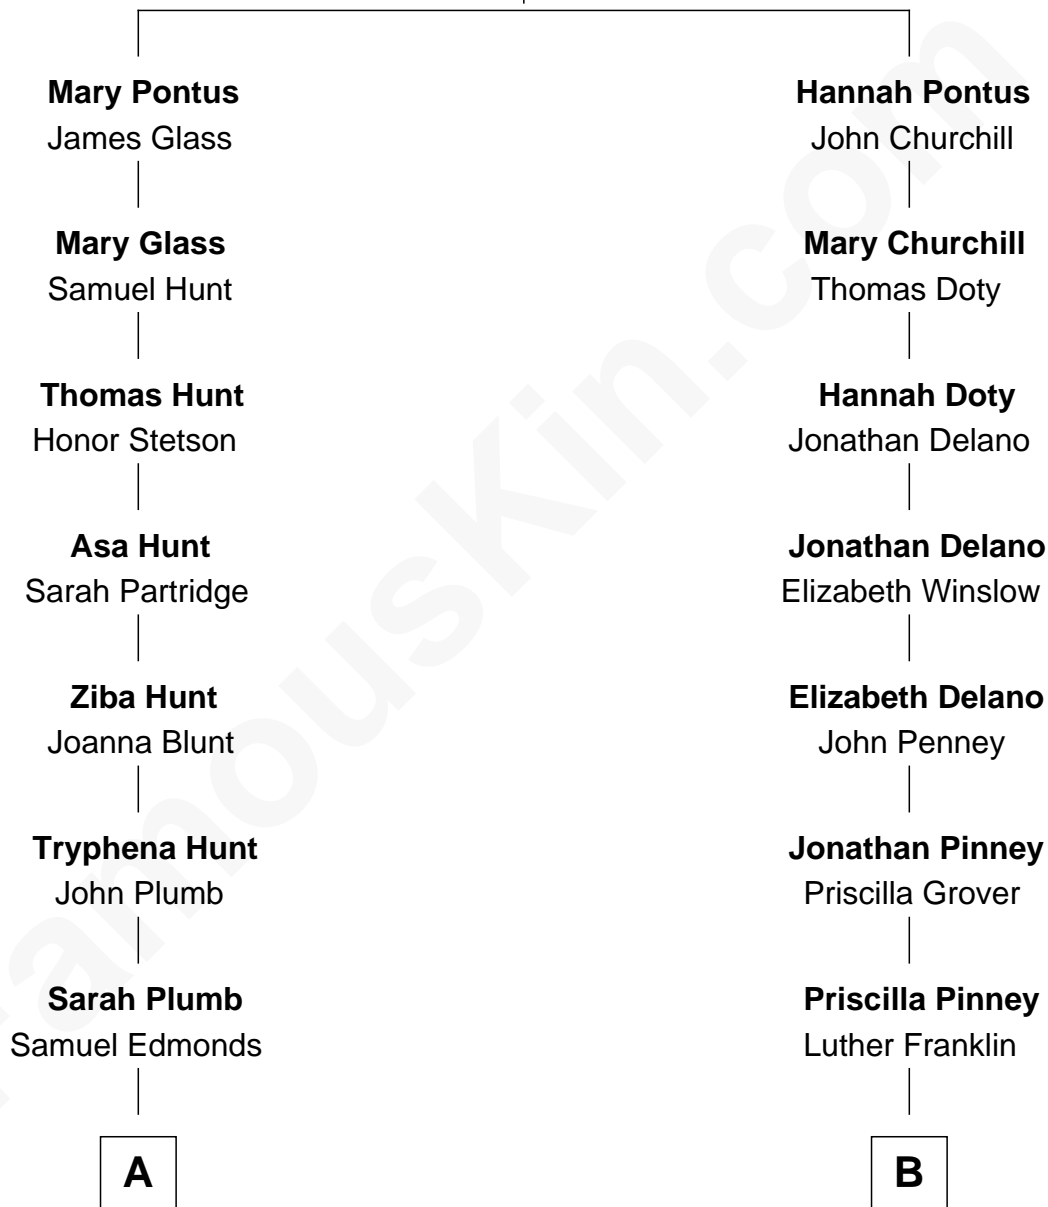 Mary Pontus
James Glass
Hannah Pontus
John Churchill
Mary Glass
Samuel Hunt
Mary Churchill
Thomas Doty
Thomas Hunt
Honor Stetson
Hannah Doty
Jonathan Delano
Asa Hunt
Sarah Partridge
Jonathan Delano
Elizabeth Winslow
Ziba Hunt
Joanna Blunt
Elizabeth Delano
John Penney
Tryphena Hunt
John Plumb
Jonathan Pinney
Priscilla Grover
Sarah Plumb
Samuel Edmonds
Priscilla Pinney
Luther Franklin
A
B
FamousKin.com